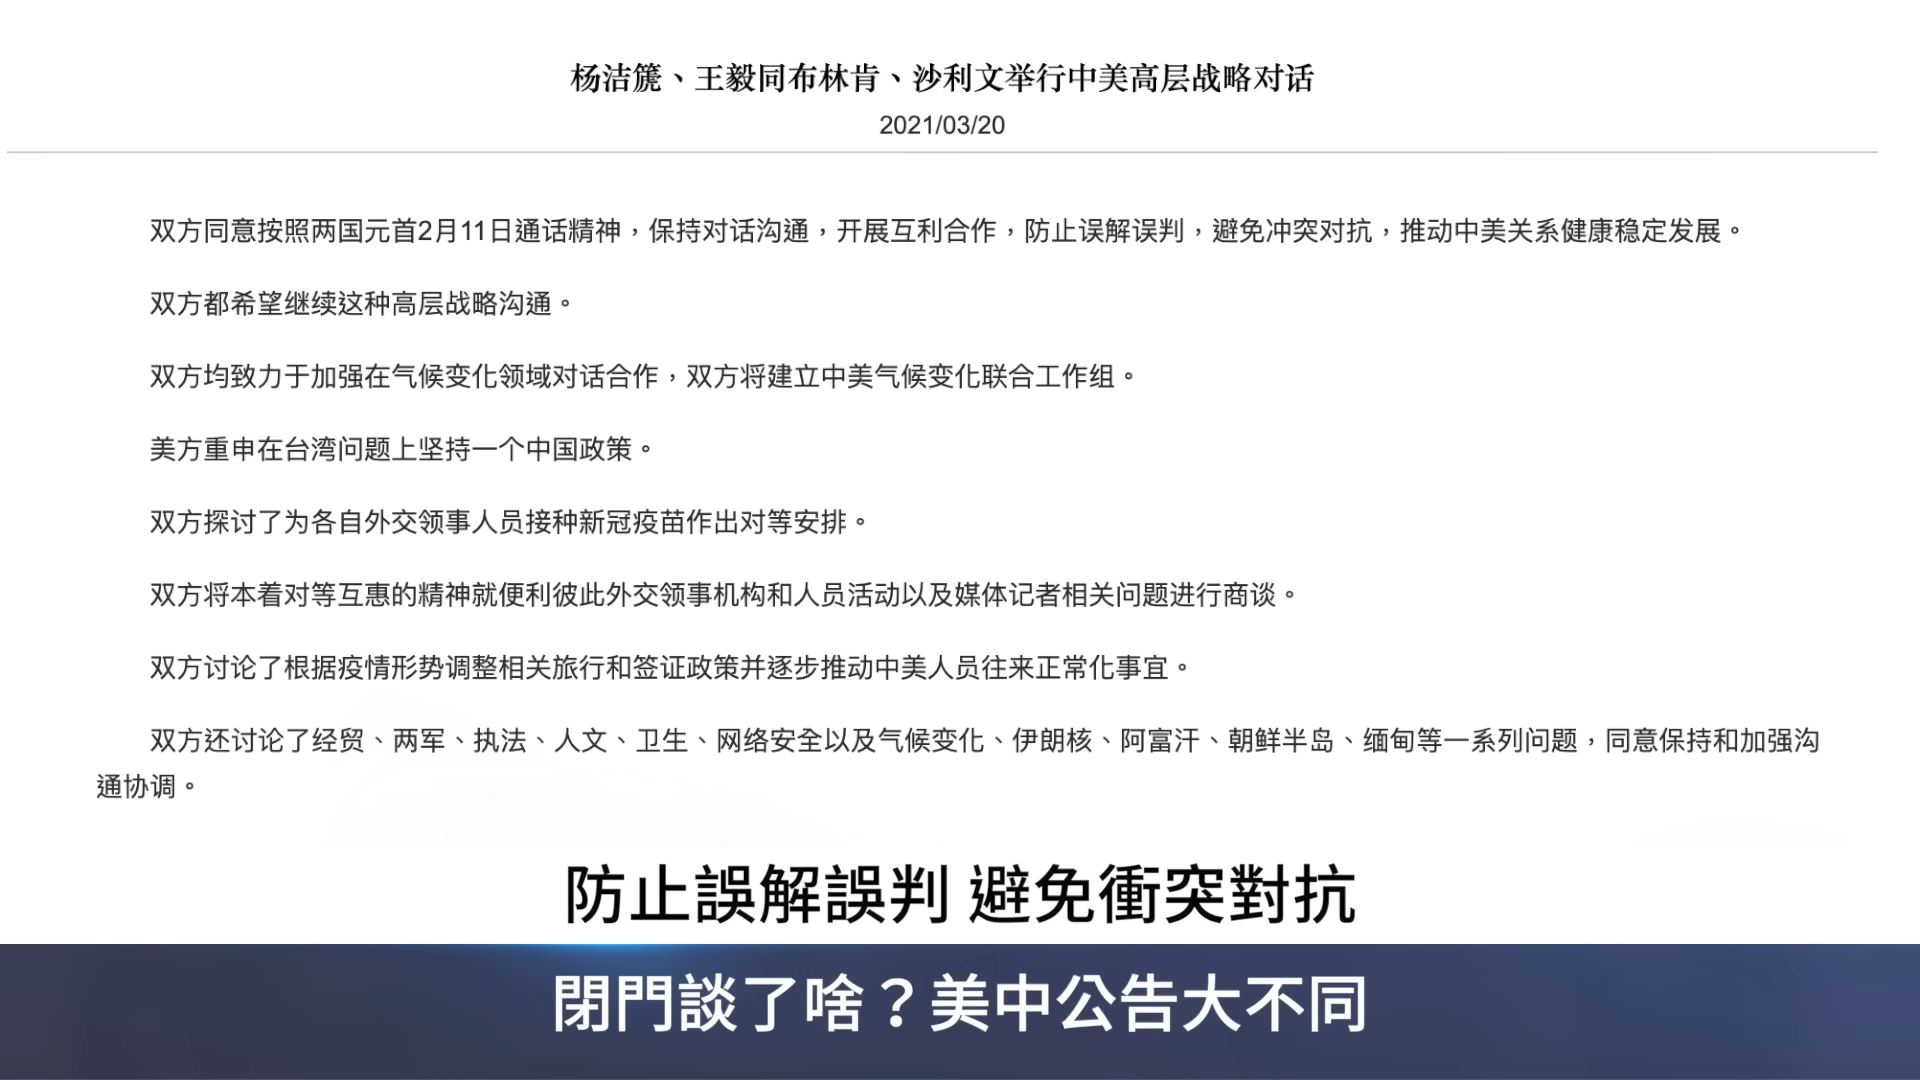 杨洁篪、王毅同布林肯、沙利文举行中美高层战略对话
2021/03/20
双方同意按照两国元首2月11日通话精神，保持对话沟通，开展互利合作，防止误解误判，避免冲突对抗，推动中美关系健康稳定发展。
双方都希望继续这种高层战略沟通。
双方均致力于加强在气候变化领域对话合作，双方将建立中美气候变化联合工作组。
美方重申在台湾问题上坚持一个中国政策。
双方探讨了为各自外交领事人员接种新冠疫苗作出对等安排。
双方将本着对等互惠的精神就便利彼此外交领事机构和人员活动以及媒体记者相关问题进行商谈。
双方讨论了根据疫情形势调整相关旅行和签证政策并逐步推动中美人员往来正常化事宜。
双方还讨论了经贸、两军、执法、人文、卫生、网络安全以及气候变化、伊朗核、阿富汗、朝鲜半岛、缅甸等一系列问题，同意保持和加强沟
通协调。
防止誤解誤判 避免衝突對抗
閉門談了啥？美中公告大不同